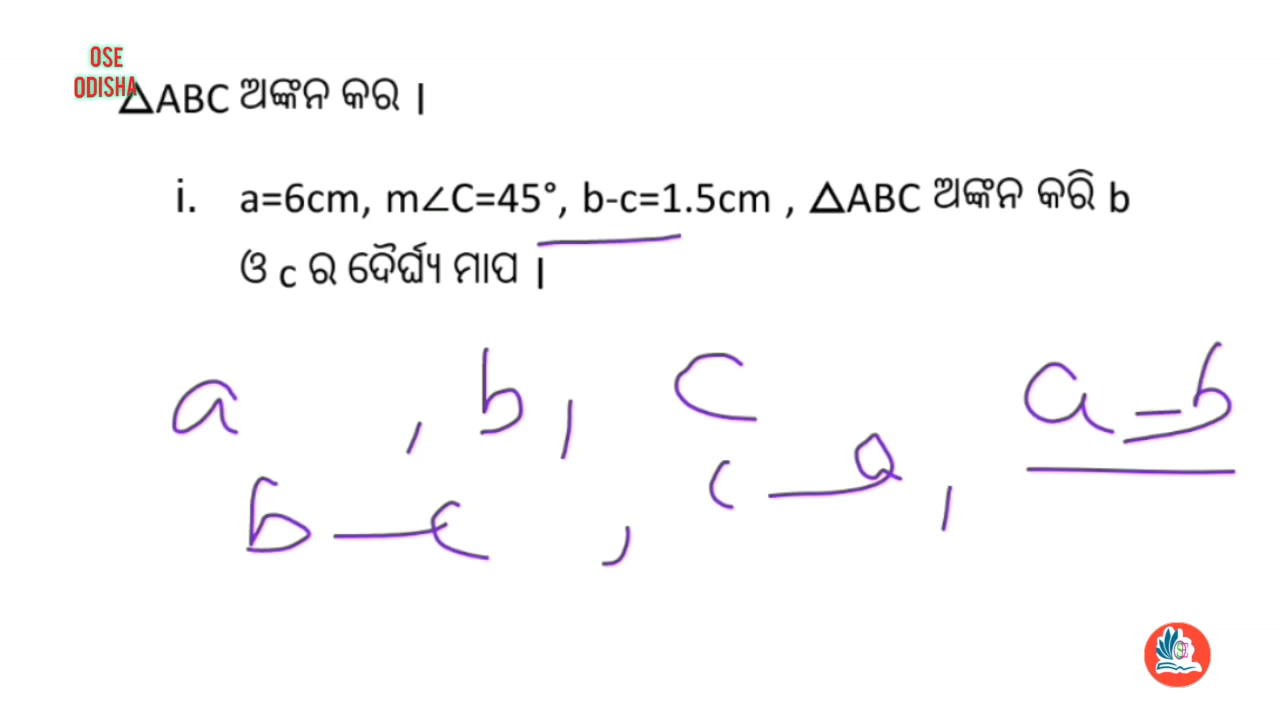 OSE
ODISHA
△ABC ଅଙ୍କନ କର ।
i. a=6cm, m∠C=45°, b-c=1.5cm , △ABC ଅଙ୍କନ କରି b
ଓ c ର ଦୈର୍ଘ୍ୟ ମାପ ।
a , b, c a-b
b-c , c-a ,